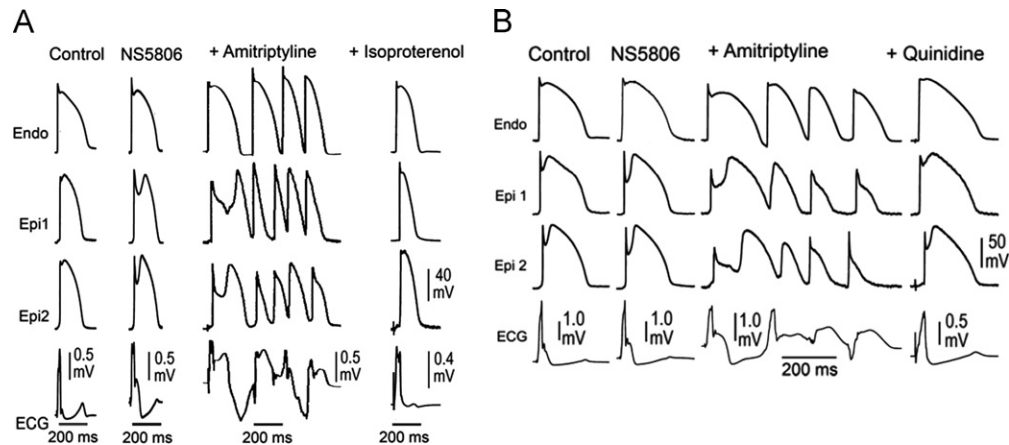 A
Control NS5806 + Amitriptyline + Isoproterenol
Endo
Epi1
Epi2
40 mV
ECG
0.5 mV
0.5 mV
0.5 mV
0.4 mV
200 ms
200 ms
200 ms
200 ms
B
Control NS5806 + Amitriptyline + Quinidine
Endo
Epi 1
Epi 2
50 mV
ECG
1.0 mV
1.0 mV
1.0 mV
0.5 mV
200 ms